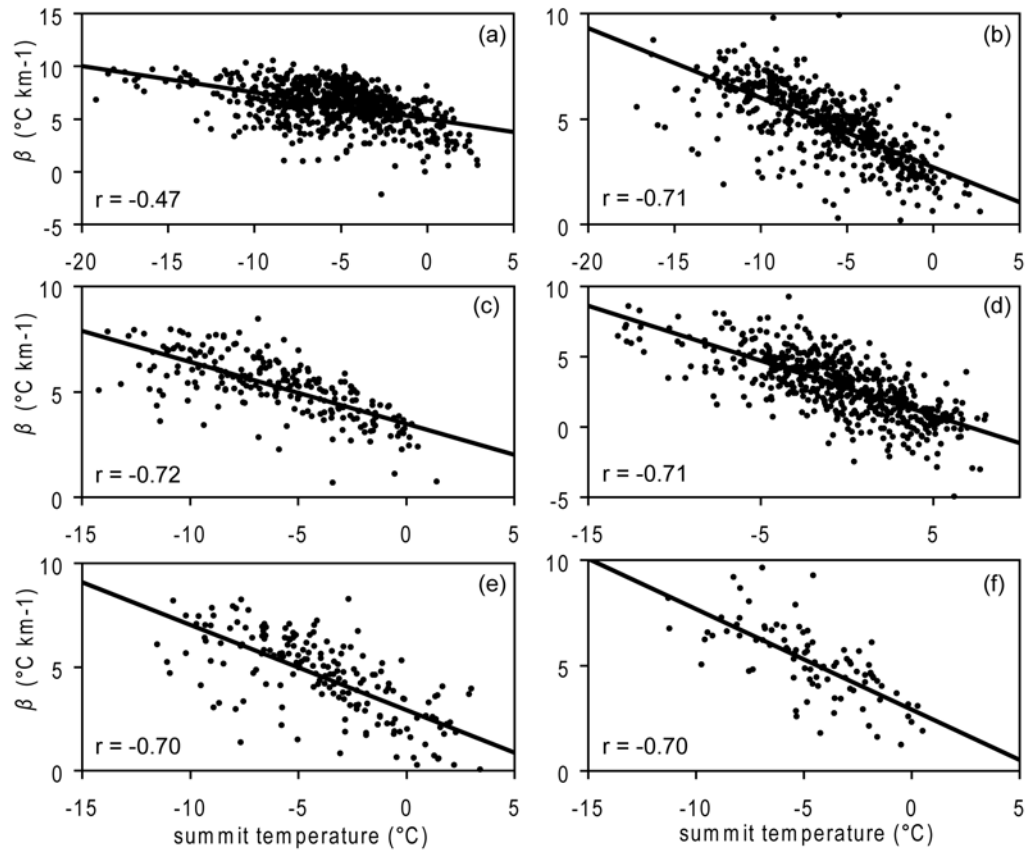 (a)
β (°C km-1)
15
10
5
0
-5
r = -0.47
-20 -15 -10 -5 0 5
(b)
10
5
0
r = -0.71
-20 -15 -10 -5 0 5
(c)
β (°C km-1)
10
5
0
r = -0.72
-15 -10 -5 0 5
(d)
10
5
0
-5
r = -0.71
-15 -5 5
(e)
β (°C km-1)
10
5
0
r = -0.70
-15 -10 -5 0 5
summit temperature (°C)
(f)
10
5
0
r = -0.70
-15 -10 -5 0 5
summit temperature (°C)